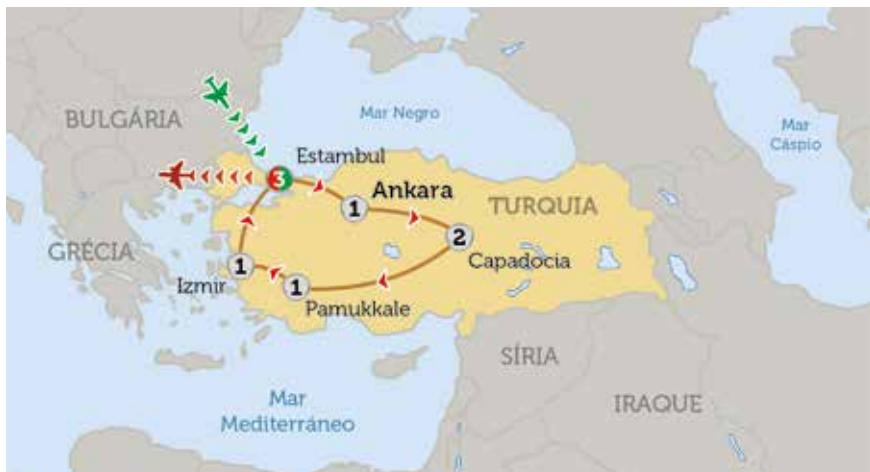 BULGÁRIA
Mar Negro
Mar
Cáspio
Estambul
3
Ankara
1
TURQUIA
GRÉCIA
2
Capadocia
1
Izmir
1
Pamukkale
SÍRIA
IRAQUE
Mar
Mediterráneo